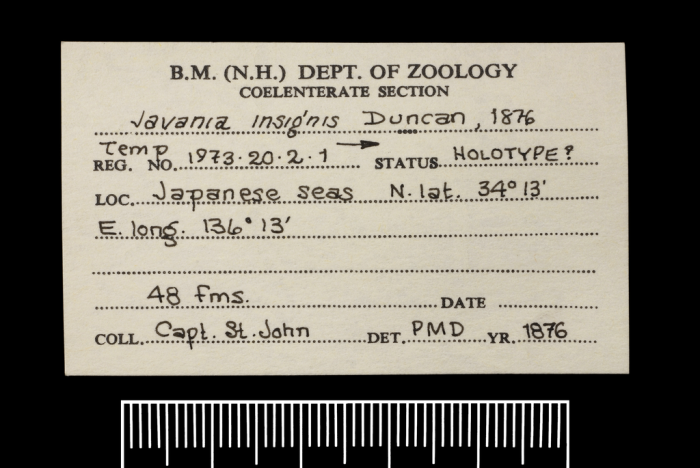 B.M. (N.H.) DEPT. OF ZOOLOGY
COELENTERATE SECTION
Javania insignis Duncan, 1876
Temp
REG. NO. 1973·20·2·1 → STATUS HOLOTYPE?
LOC. Japanese seas N. lat. 34° 13'
E. long. 136° 13'
48 fms. DATE
COLL. Capt. St. John DET. PMD YR. 1876